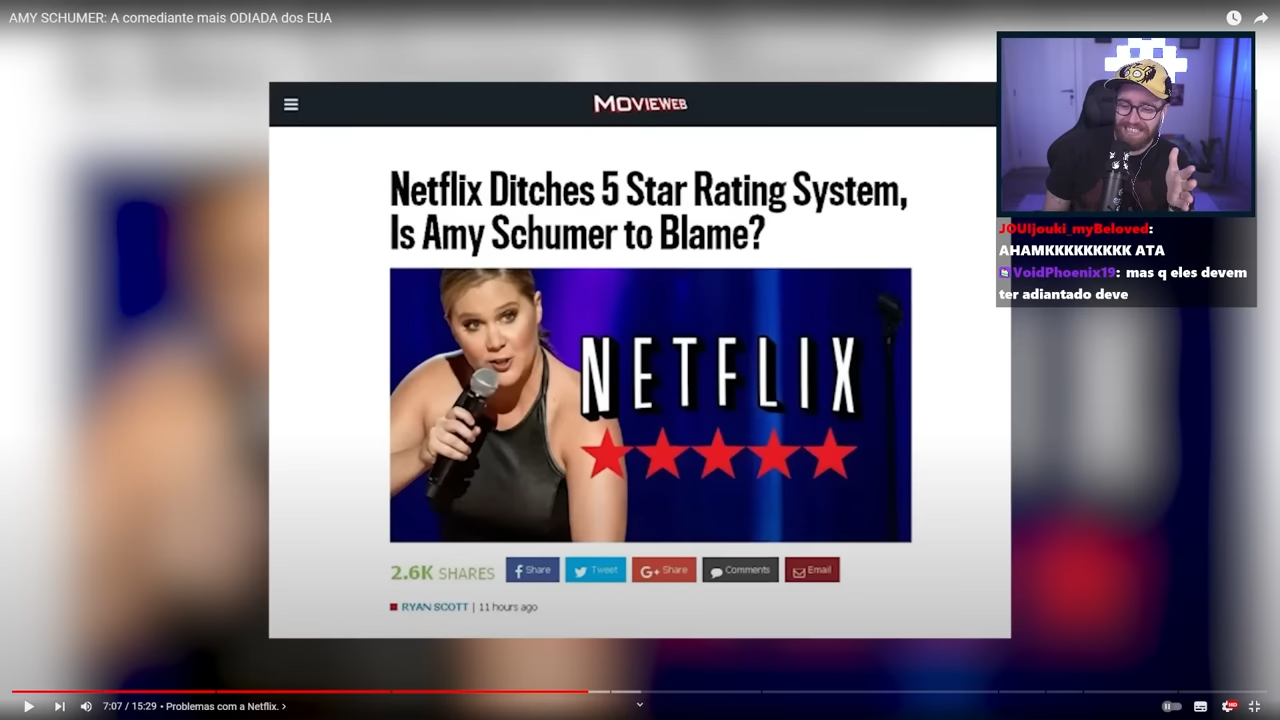 AMY SCHUMER: A comediante mais ODIADA dos EUA
MOVIEWEB
Netflix Ditches 5 Star Rating System,
Is Amy Schumer to Blame?
NETFLIX
2.6K SHARES
Share
Tweet
G+ Share
Comments
Email
RYAN SCOTT | 11 hours ago
JOUIjouki_myBeloved:
AHAMKKKKKKKKK ATA
VoidPhoenix19: mas q eles devem
ter adiantado deve
7:07 / 15:29 • Problemas com a Netflix. ›
HD